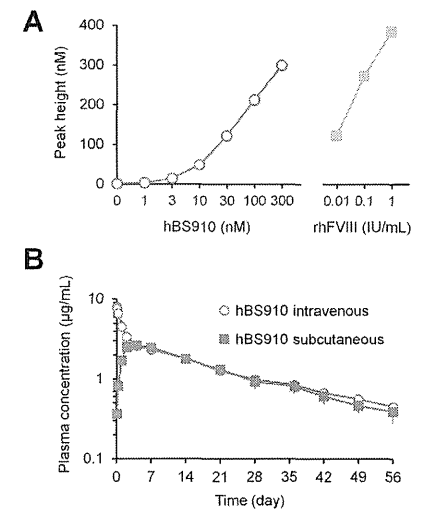 A
Peak height (nM)
400
300
200
100
0
0 1 3 10 30 100 300
hBS910 (nM)
0.01 0.1 1
rhFVIII (IU/mL)
B
Plasma concentration (μg/mL)
10
1
0.1
hBS910 intravenous
hBS910 subcutaneous
0 7 14 21 28 35 42 49 56
Time (day)